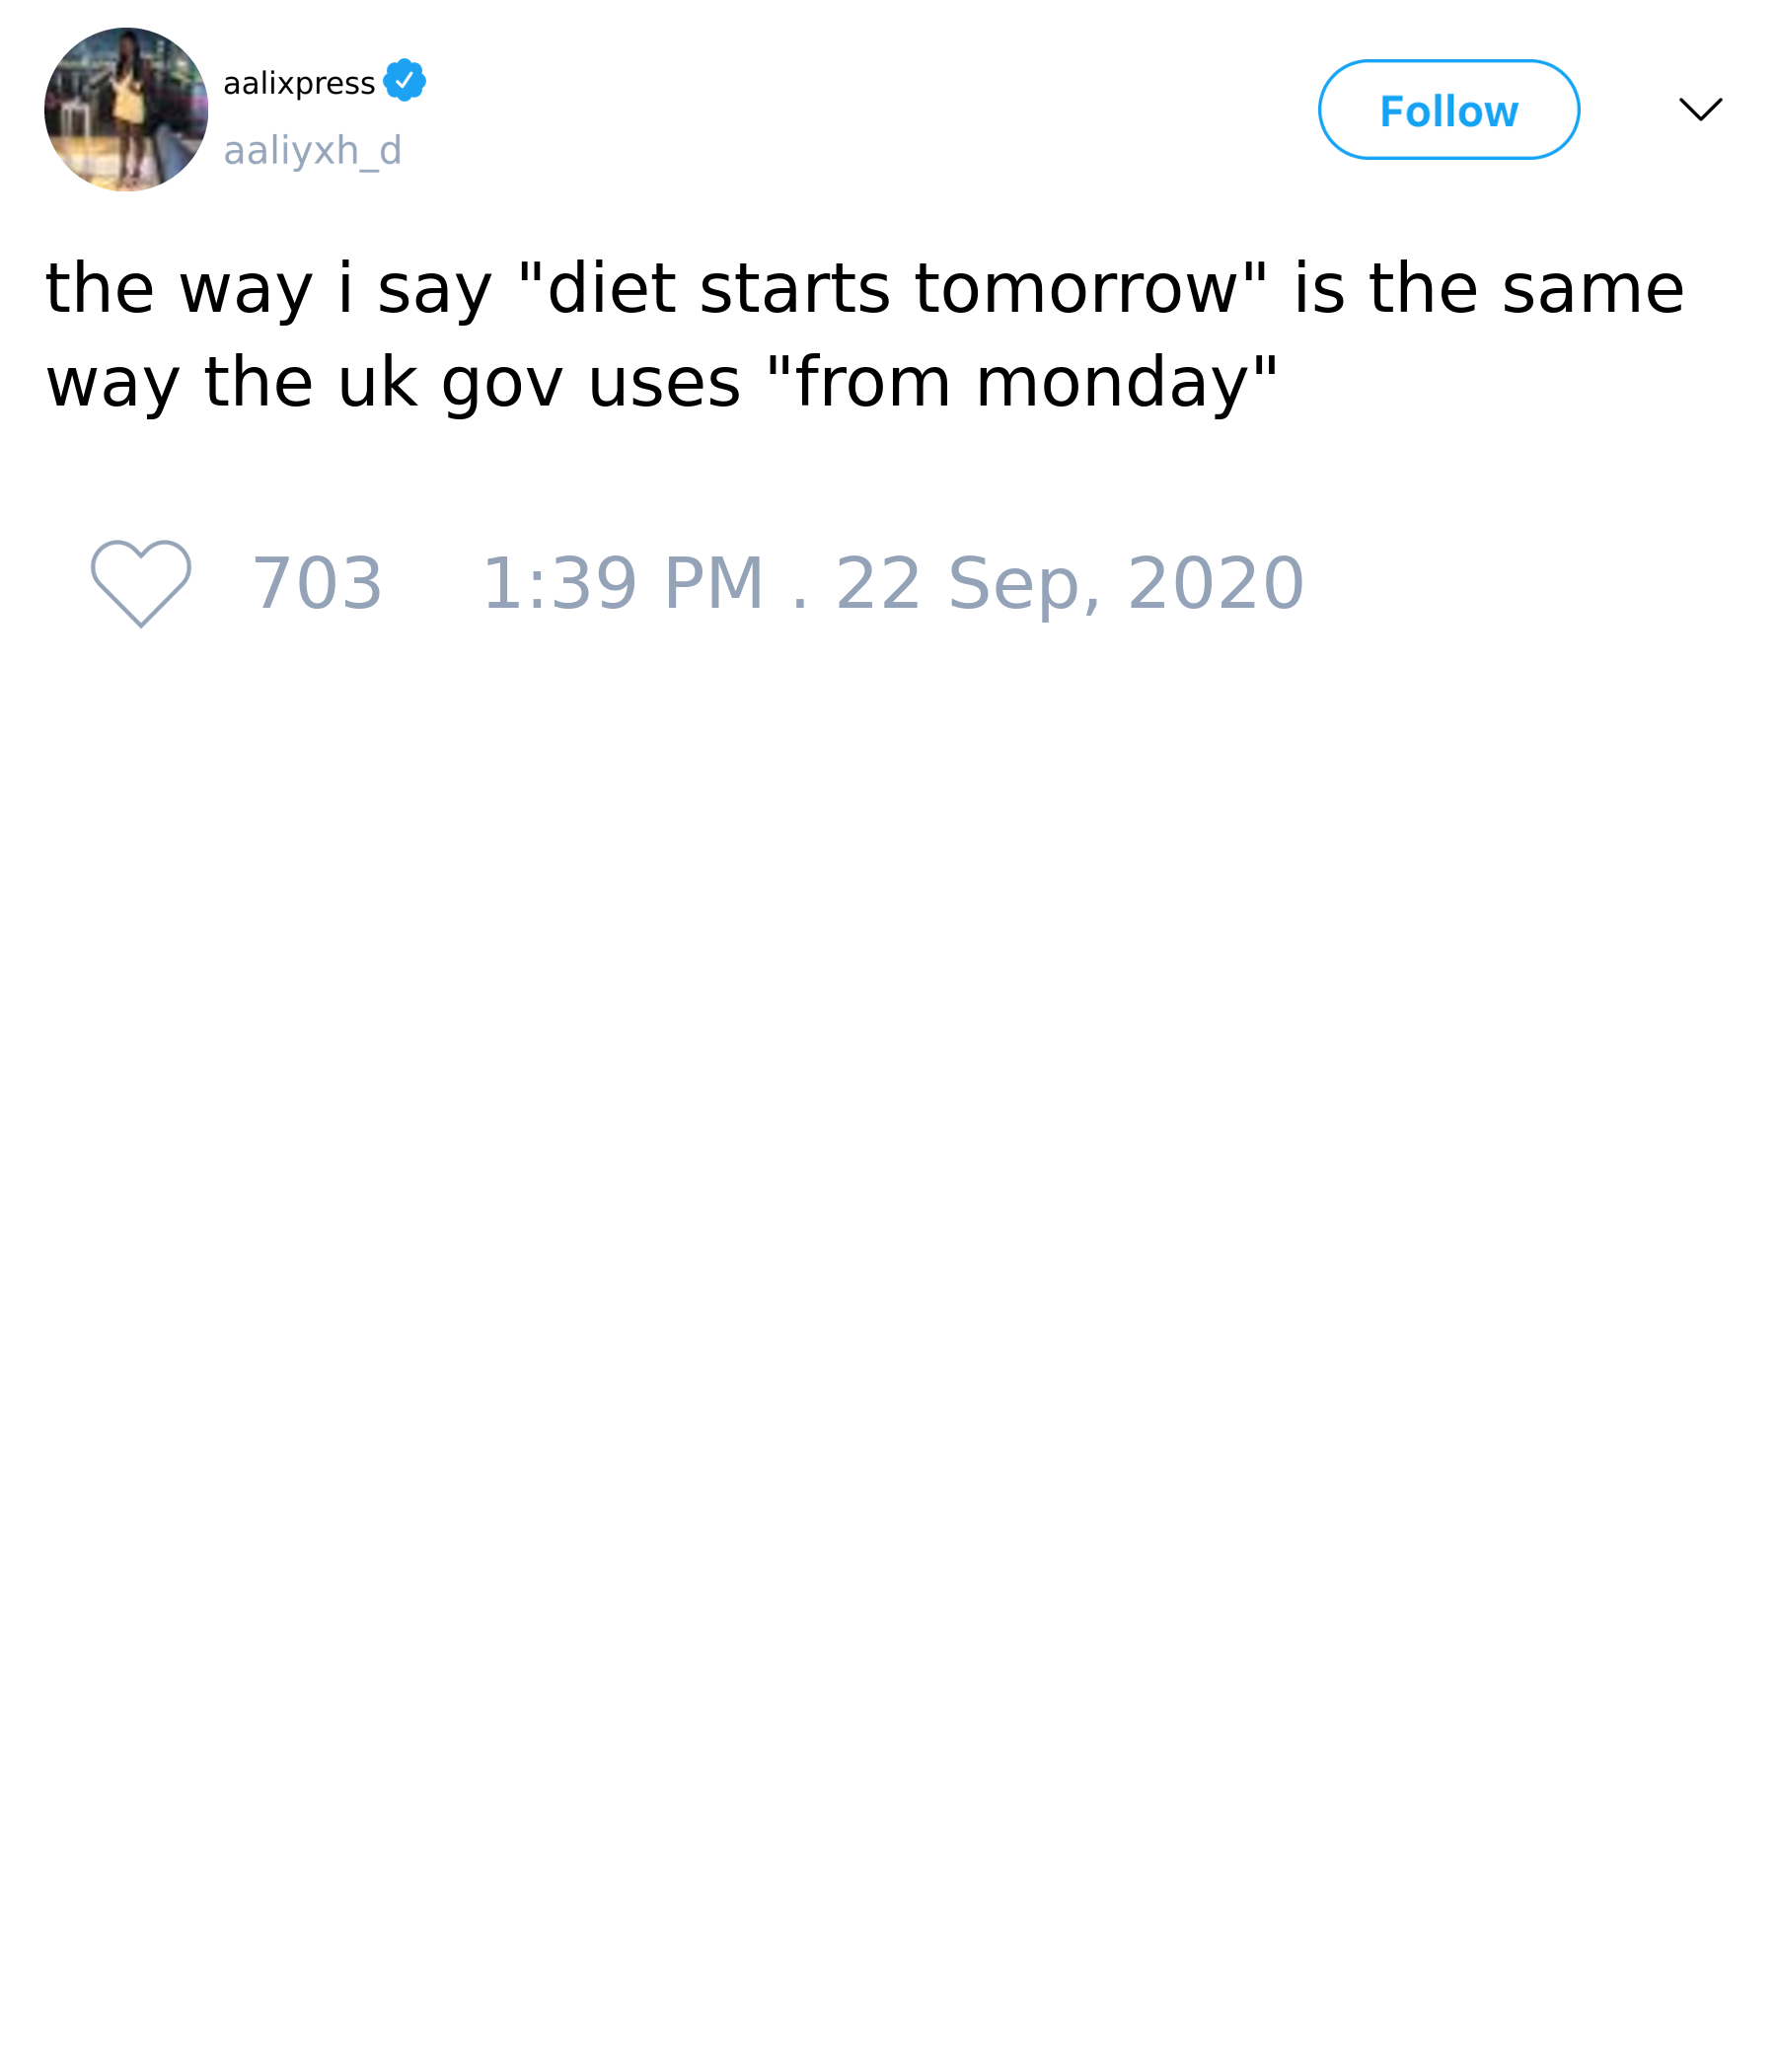 aalixpress
aaliyxh_d
Follow
the way i say "diet starts tomorrow" is the same
way the uk gov uses "from monday"
703 1:39 PM . 22 Sep, 2020